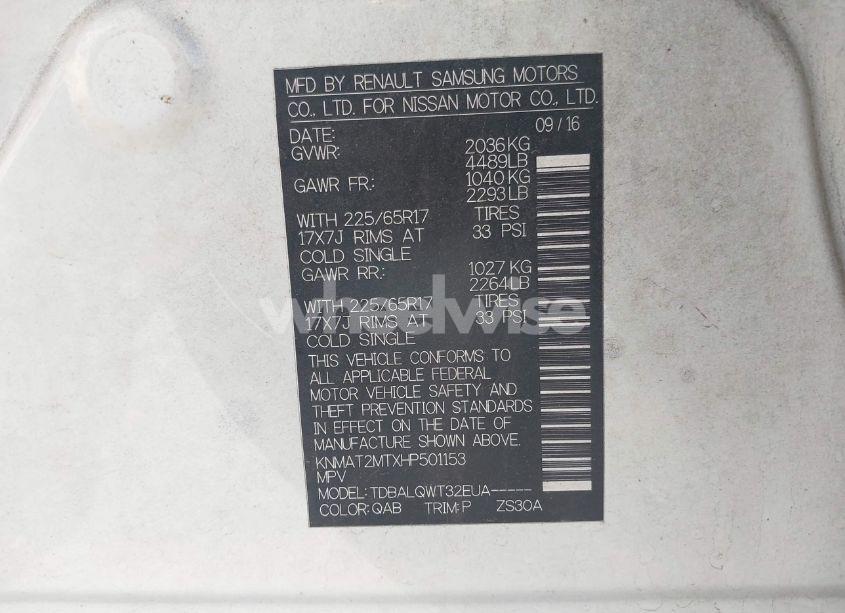 MFD BY RENAULT SAMSUNG MOTORS
CO., LTD. FOR NISSAN MOTOR CO., LTD.
DATE: 09/16
GVWR: 2036KG
4489LB
GAWR FR.: 1040KG
2293LB
WITH 225/65R17 TIRES
17X7J RIMS AT 33 PSI
COLD SINGLE
GAWR RR.: 1027KG
2264LB
WITH 225/65R17 TIRES
17X7J RIMS AT 33 PSI
COLD SINGLE
wheelwise
THIS VEHICLE CONFORMS TO
ALL APPLICABLE FEDERAL
MOTOR VEHICLE SAFETY AND
THEFT PREVENTION STANDARDS
IN EFFECT ON THE DATE OF
MANUFACTURE SHOWN ABOVE.
KNMAT2MTXHP501153
MPV
MODEL:TDBALQWT32EUA-----
COLOR:QAB TRIM:P ZS30A